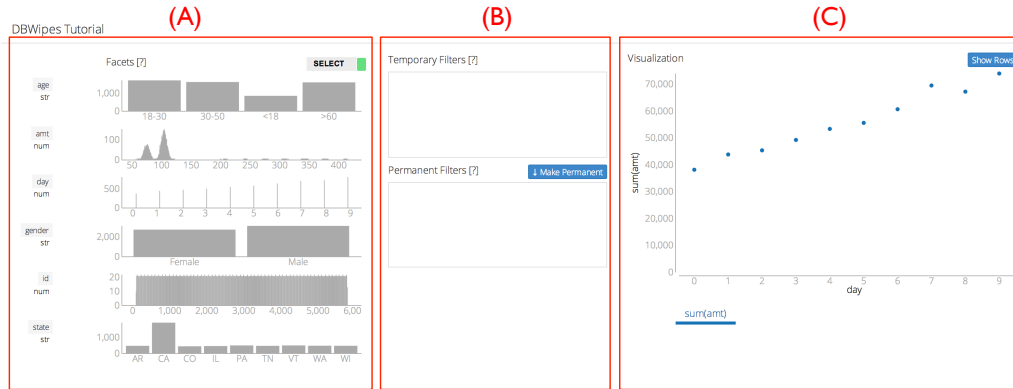 (A)
(B)
(C)
DBWipes Tutorial
Facets [?]
SELECT
age
str
1,000
0
18-30 30-50 <18 >60
amt
num
100
0
50 100 150 200 250 300 350 400
day
num
500
0
0 1 2 3 4 5 6 7 8 9
gender
str
2,000
0
Female Male
id
num
20
10
0
0 1,000 2,000 3,000 4,000 5,000 6,00
state
str
1,000
0
AR CA CO IL PA TN VT WA WI
Temporary Filters [?]
Permanent Filters [?]
↓ Make Permanent
Visualization
Show Rows
70,000
60,000
50,000
40,000
30,000
20,000
10,000
0
sum(amt)
0 1 2 3 4 5 6 7 8 9
day
sum(amt)